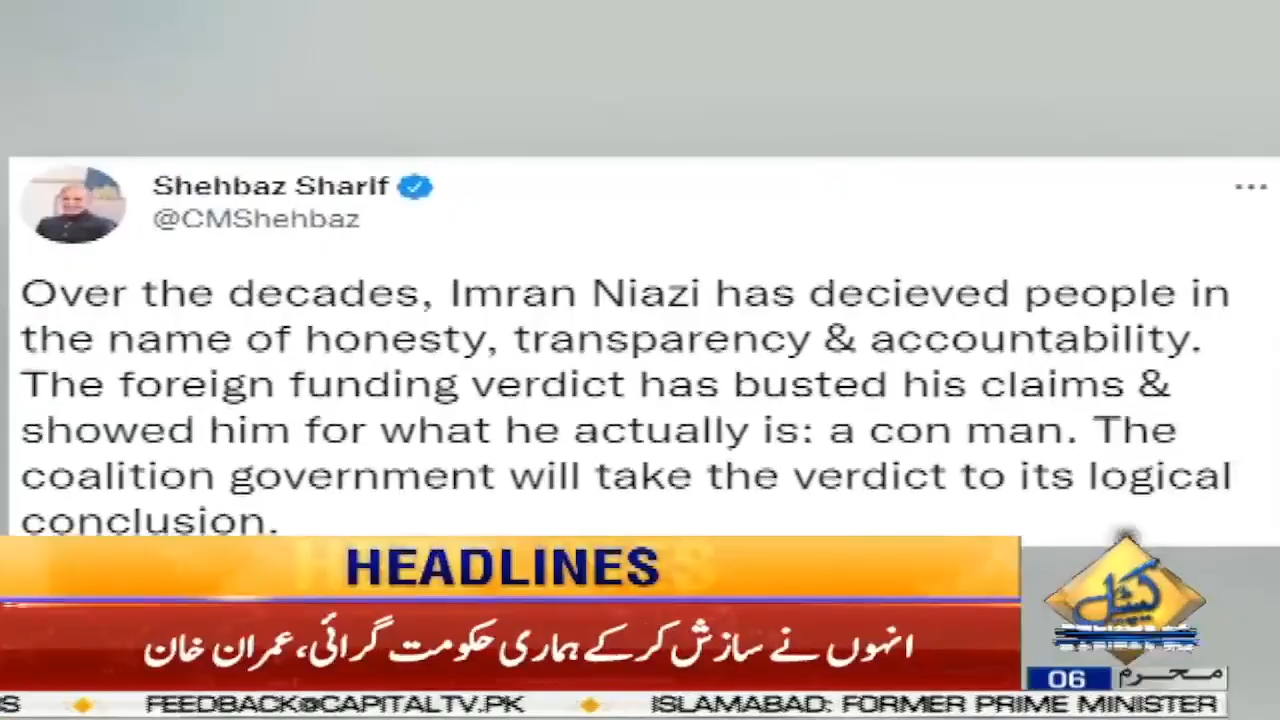 Shehbaz Sharif
@CMShehbaz
Over the decades, Imran Niazi has decieved people in
the name of honesty, transparency & accountability.
The foreign funding verdict has busted his claims &
showed him for what he actually is: a con man. The
coalition government will take the verdict to its logical
conclusion.
HEADLINES
انہوں نے سازش کر کے ہماری حکومت گرائی، عمران خان
کیپیٹل
06 محرم
FEEDBACK@CAPITALTV.PK ISLAMABAD: FORMER PRIME MINISTER